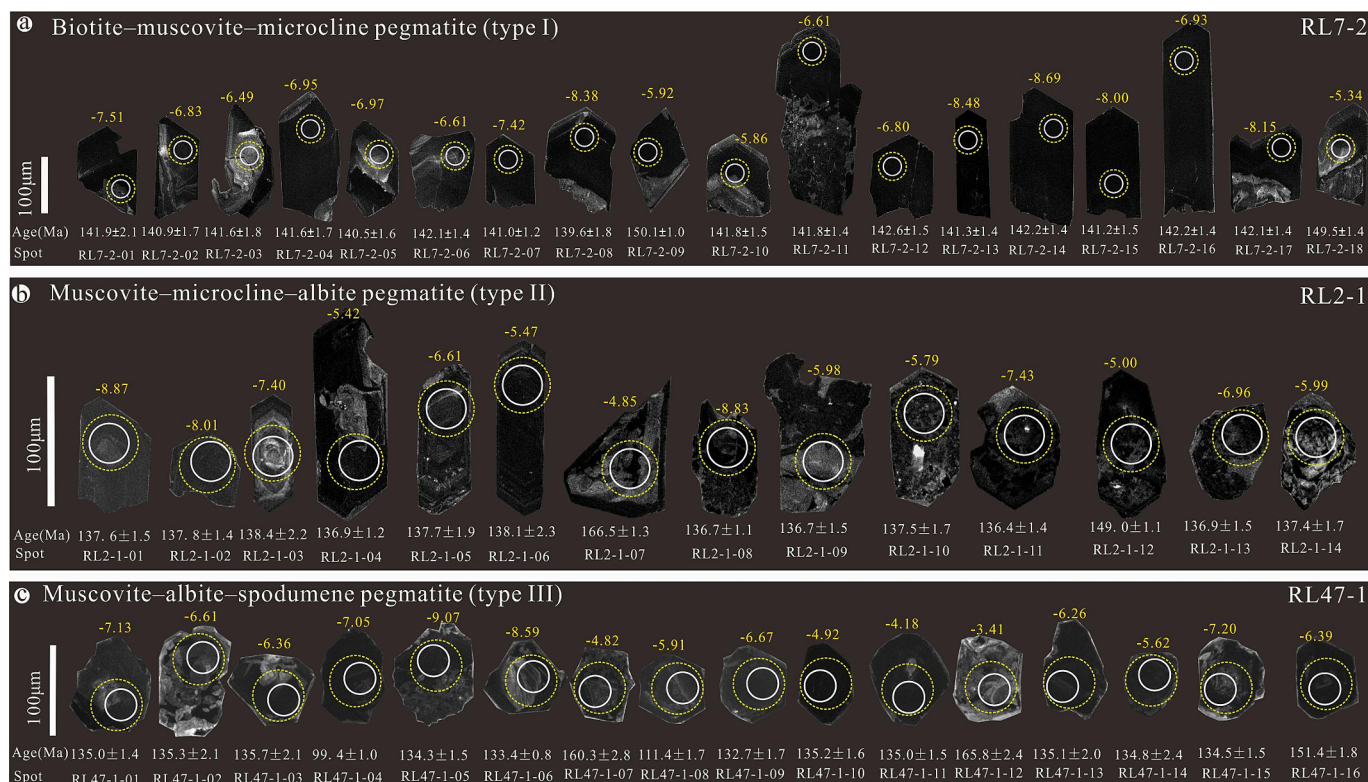 a Biotite–muscovite–microcline pegmatite (type I) RL7-2
-7.51 -6.83 -6.49 -6.95 -6.97 -6.61 -7.42 -8.38 -5.92 -5.86 -6.61 -6.80 -8.48 -8.69 -8.00 -6.93 -8.15 -5.34
100μm
Age(Ma) 141.9±2.1 140.9±1.7 141.6±1.8 141.6±1.7 140.5±1.6 142.1±1.4 141.0±1.2 139.6±1.8 150.1±1.0 141.8±1.5 141.8±1.4 142.6±1.5 141.3±1.4 142.2±1.4 141.2±1.5 142.2±1.4 142.1±1.4 149.5±1.4
Spot RL7-2-01 RL7-2-02 RL7-2-03 RL7-2-04 RL7-2-05 RL7-2-06 RL7-2-07 RL7-2-08 RL7-2-09 RL7-2-10 RL7-2-11 RL7-2-12 RL7-2-13 RL7-2-14 RL7-2-15 RL7-2-16 RL7-2-17 RL7-2-18
b Muscovite–microcline–albite pegmatite (type II) RL2-1
-8.87 -8.01 -7.40 -5.42 -6.61 -5.47 -4.85 -8.83 -5.98 -5.79 -7.43 -5.00 -6.96 -5.99
100μm
Age(Ma) 137. 6±1.5 137. 8±1.4 138.4±2.2 136.9±1.2 137.7±1.9 138.1±2.3 166.5±1.3 136.7±1.1 136.7±1.5 137.5±1.7 136.4±1.4 149. 0±1.1 136.9±1.5 137.4±1.7
Spot RL2-1-01 RL2-1-02 RL2-1-03 RL2-1-04 RL2-1-05 RL2-1-06 RL2-1-07 RL2-1-08 RL2-1-09 RL2-1-10 RL2-1-11 RL2-1-12 RL2-1-13 RL2-1-14
c Muscovite–albite–spodumene pegmatite (type III) RL47-1
-7.13 -6.61 -6.36 -7.05 -9.07 -8.59 -4.82 -5.91 -6.67 -4.92 -4.18 -3.41 -6.26 -5.62 -7.20 -6.39
100μm
Age(Ma) 135.0±1.4 135.3±2.1 135.7±2.1 99.4±1.0 134.3±1.5 133.4±0.8 160.3±2.8 111.4±1.7 132.7±1.7 135.2±1.6 135.0±1.5 165.8±2.4 135.1±2.0 134.8±2.4 134.5±1.5 151.4±1.8
Spot RL47-1-01 RL47-1-02 RL47-1-03 RL47-1-04 RL47-1-05 RL47-1-06 RL47-1-07 RL47-1-08 RL47-1-09 RL47-1-10 RL47-1-11 RL47-1-12 RL47-1-13 RL47-1-14 RL47-1-15 RL47-1-16